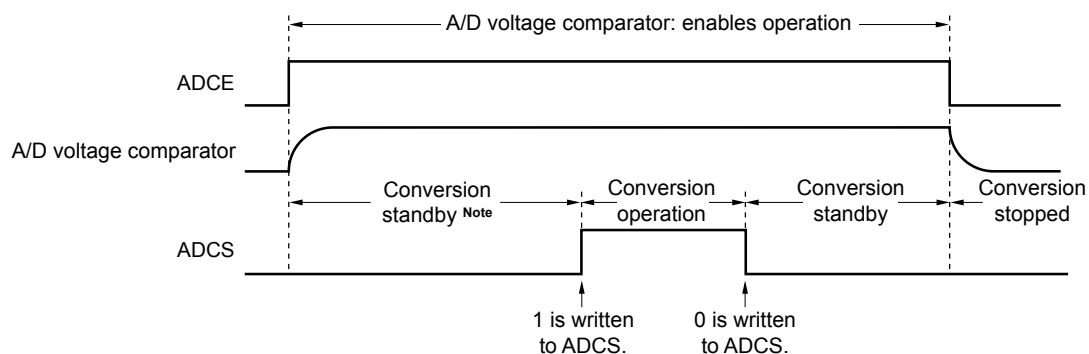 A/D voltage comparator: enables operation
ADCE
A/D voltage comparator
Conversion
standby Note
Conversion
operation
Conversion
standby
Conversion
stopped
ADCS
1 is written
to ADCS.
0 is written
to ADCS.